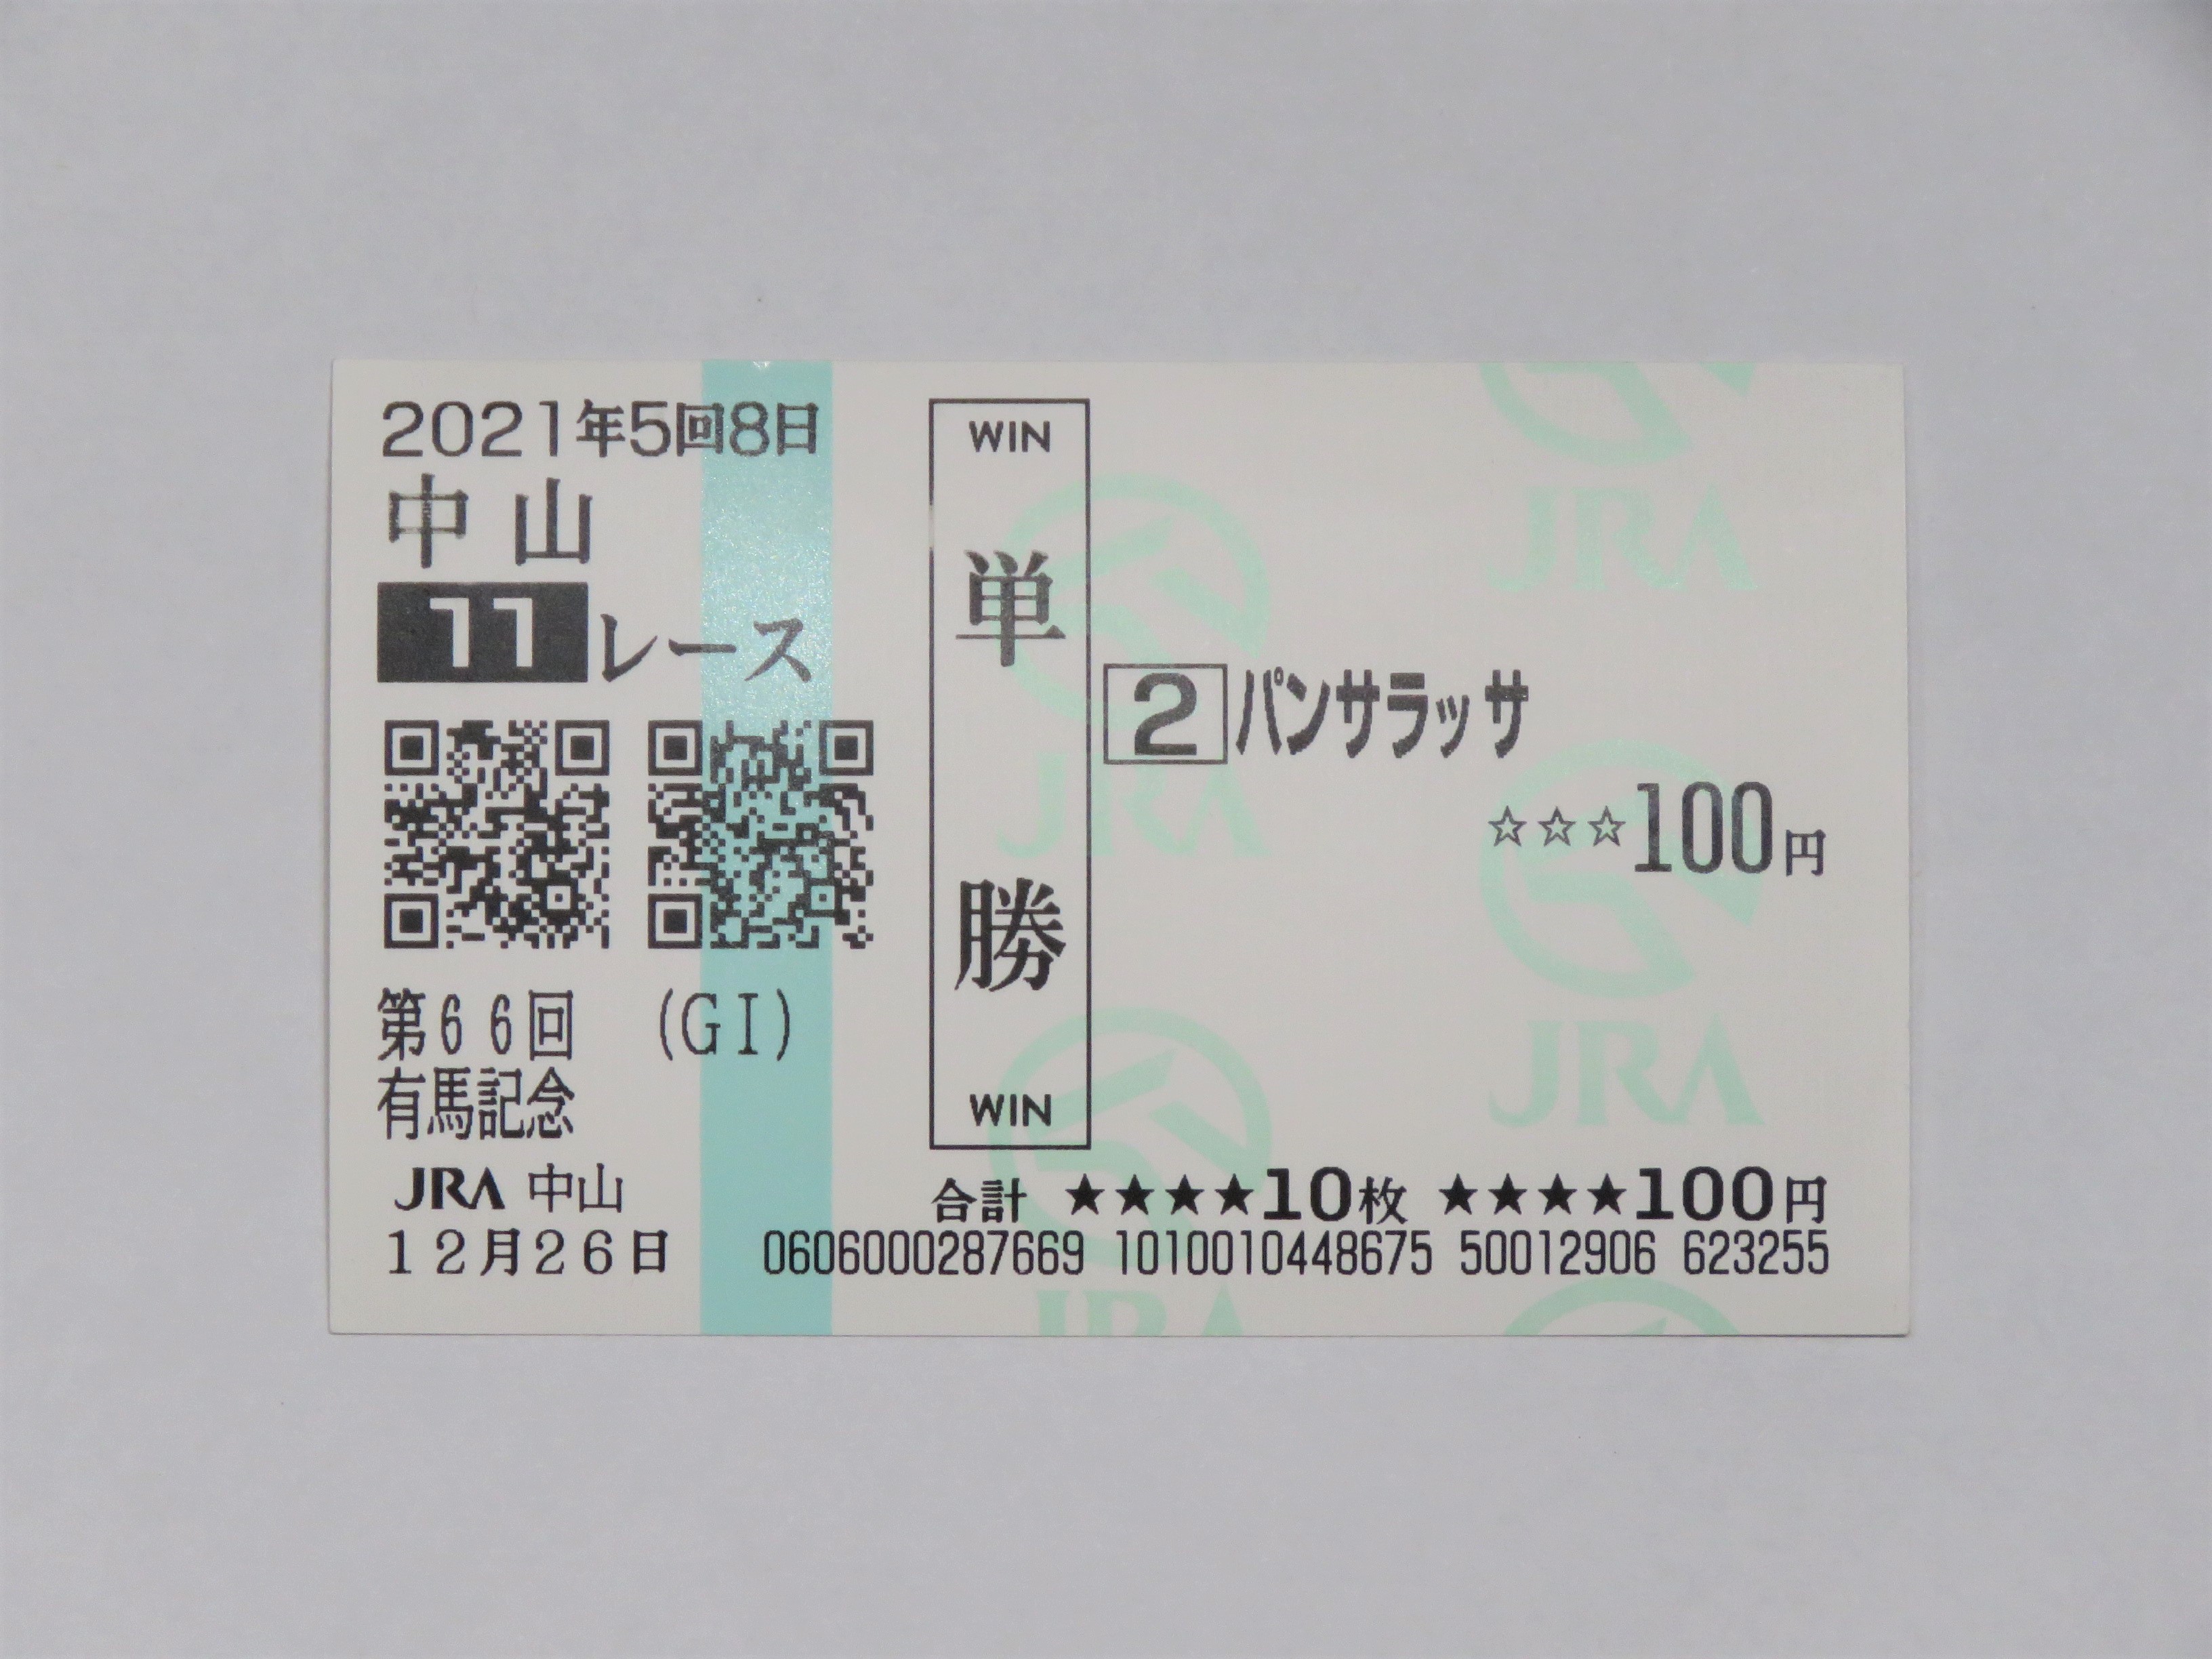 2021年5回8日
中山
11レース
第66回 (GI)
有馬記念
JRA 中山
12月26日
WIN
単勝
WIN
2 パンサラッサ
☆☆☆100円
合計 ★★★★10枚 ★★★★100円
0606000287669 1010010448675 50012906 623255
JRA
JRA
JRA
JRA